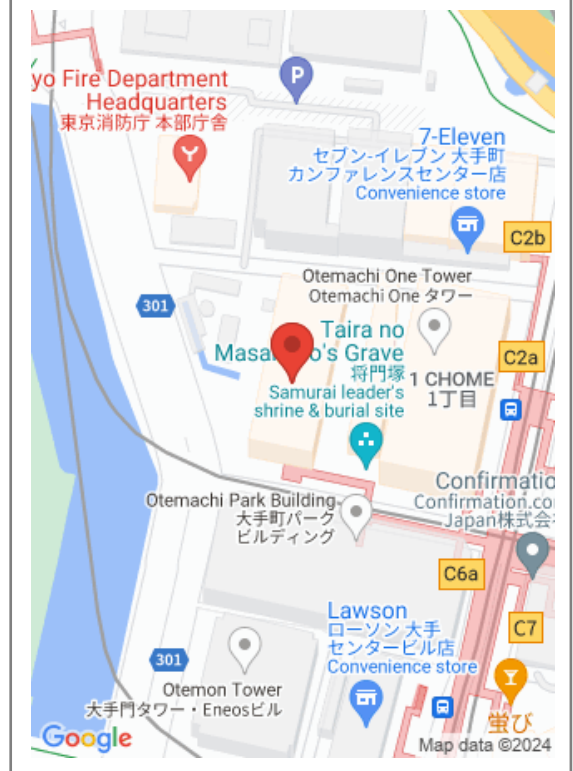 yo Fire Department
Headquarters
東京消防庁 本部庁舎
P
7-Eleven
セブン-イレブン 大手町
カンファレンスセンター店
Convenience store
C2b
Otemachi One Tower
Otemachi One タワー
301
Taira no
Masa o's Grave
将門塚
Samurai leader's
shrine & burial site
C2a
1 CHOME
1丁目
Confirmatio
Confirmation.co
Japan株式会
Otemachi Park Building
大手町パーク
ビルディング
C6a
C7
Lawson
ローソン 大手
センタービル店
Convenience store
301
Otemon Tower
大手門タワー・Eneosビル
蛍び
Google
Map data ©2024